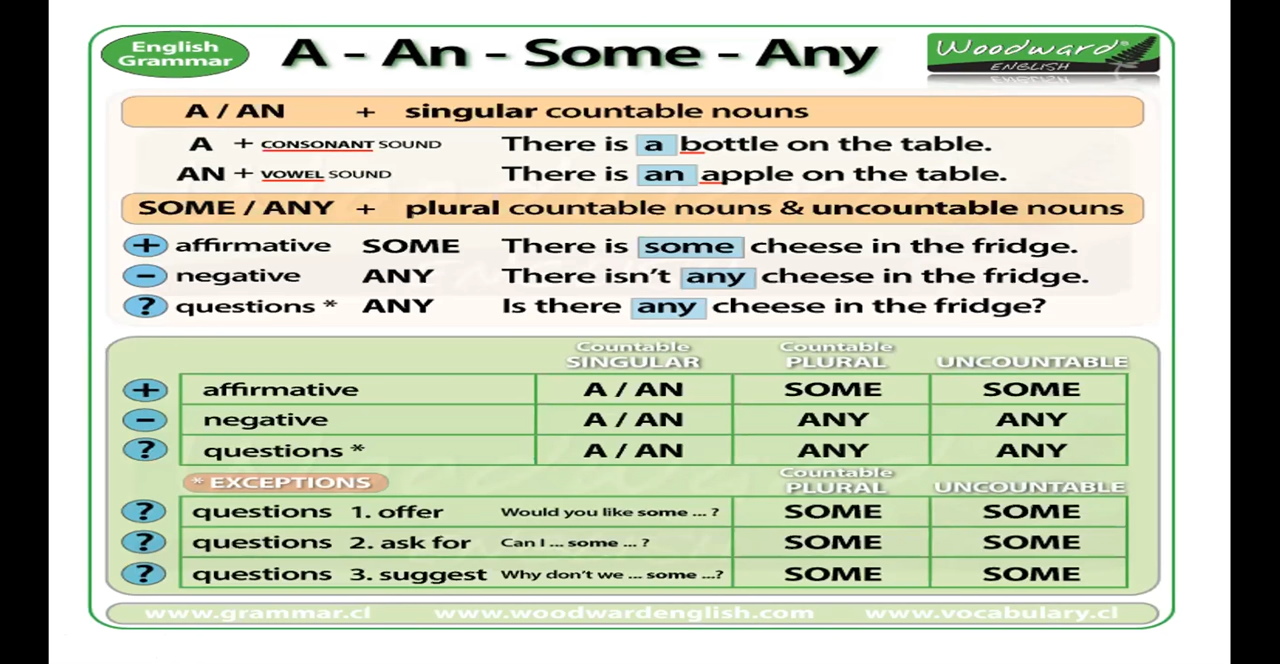 English Grammar
A - An - Some - Any
Woodward®
ENGLISH
A / AN + singular countable nouns
A + CONSONANT SOUND There is a bottle on the table.
AN + VOWEL SOUND There is an apple on the table.
SOME / ANY + plural countable nouns & uncountable nouns
+ affirmative SOME There is some cheese in the fridge.
− negative ANY There isn't any cheese in the fridge.
? questions * ANY Is there any cheese in the fridge?
Countable SINGULAR Countable PLURAL UNCOUNTABLE
+ affirmative A / AN SOME SOME
− negative A / AN ANY ANY
? questions * A / AN ANY ANY
* EXCEPTIONS Countable PLURAL UNCOUNTABLE
? questions 1. offer Would you like some ... ? SOME SOME
? questions 2. ask for Can I ... some ... ? SOME SOME
? questions 3. suggest Why don't we ... some ...? SOME SOME
www.grammar.cl www.woodwardenglish.com www.vocabulary.cl